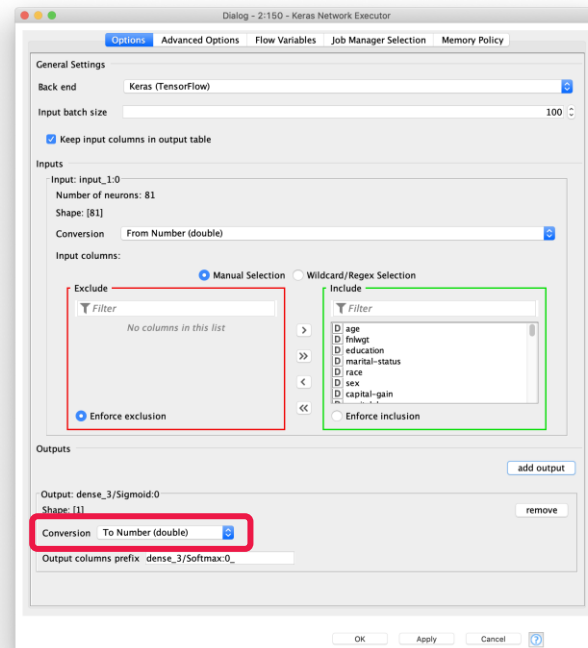 Dialog - 2:150 - Keras Network Executor
Options Advanced Options Flow Variables Job Manager Selection Memory Policy
General Settings
Back end Keras (TensorFlow)
Input batch size 100
Keep input columns in output table
Inputs
Input: input_1:0
Number of neurons: 81
Shape: [81]
Conversion From Number (double)
Input columns:
Manual Selection Wildcard/Regex Selection
Exclude Include
Filter Filter
No columns in this list
D age
> D fnlwgt
D education
>> D marital-status
D race
< D sex
D capital-gain
<<
Enforce exclusion Enforce inclusion
Outputs
add output
Output: dense_3/Sigmoid:0
Shape: [1] remove
Conversion To Number (double)
Output columns prefix dense_3/Softmax:0_
OK Apply Cancel ?